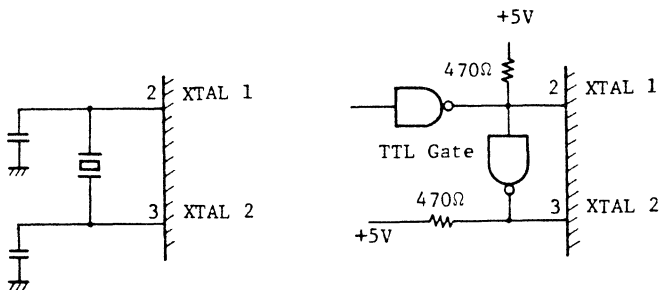 2 XTAL 1
3 XTAL 2
+5V
470Ω
2 XTAL 1
TTL Gate
470Ω
3 XTAL 2
+5V